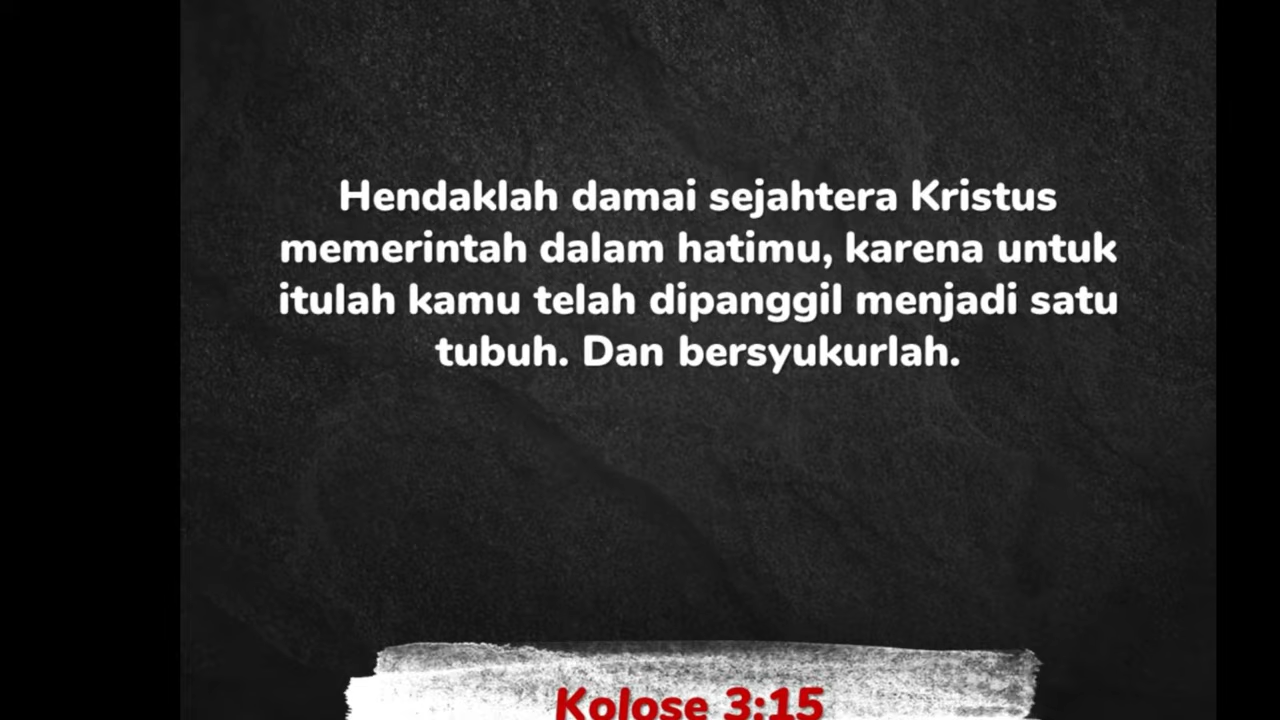 Hendaklah damai sejahtera Kristus
memerintah dalam hatimu, karena untuk
itulah kamu telah dipanggil menjadi satu
tubuh. Dan bersyukurlah.
Kolose 3:15